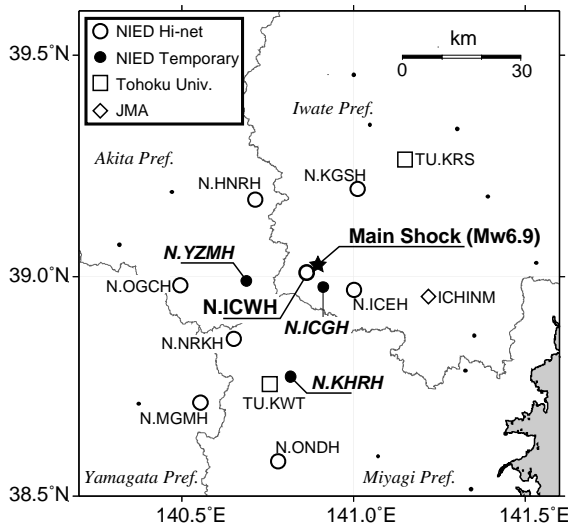 39.5°N
NIED Hi-net
NIED Temporary
Tohoku Univ.
JMA
km
0 30
Iwate Pref.
Akita Pref.
TU.KRS
N.KGSH
N.HNRH
Main Shock (Mw6.9)
N.YZMH
39.0°N
N.OGCH
N.ICWH
N.ICEH
ICHINM
N.ICGH
N.NRKH
N.KHRH
TU.KWT
N.MGMH
N.ONDH
Yamagata Pref.
Miyagi Pref.
38.5°N
140.5°E
141.0°E
141.5°E